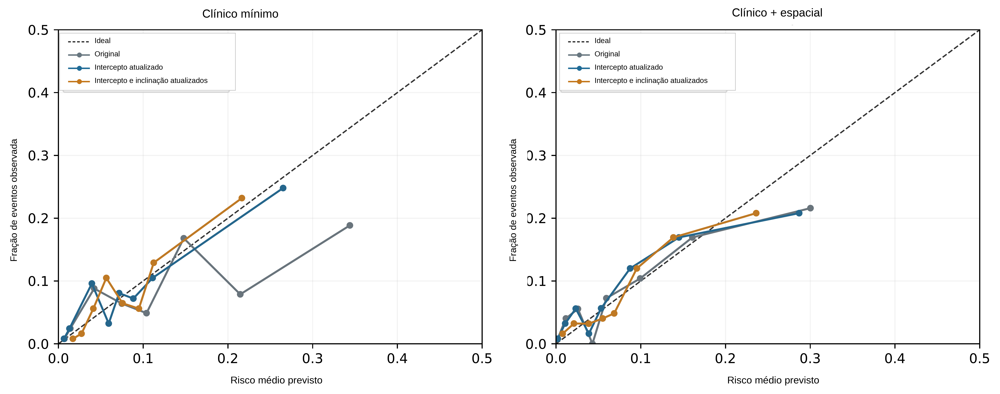 Clínico mínimo
0.5
0.4
0.3
0.2
0.1
0.0
Ideal
Original
Intercepto atualizado
Intercepto e inclinação atualizados
Fração de eventos observada
0.0 0.1 0.2 0.3 0.4 0.5
Risco médio previsto
Clínico + espacial
0.5
0.4
0.3
0.2
0.1
0.0
Ideal
Original
Intercepto atualizado
Intercepto e inclinação atualizados
Fração de eventos observada
0.0 0.1 0.2 0.3 0.4 0.5
Risco médio previsto